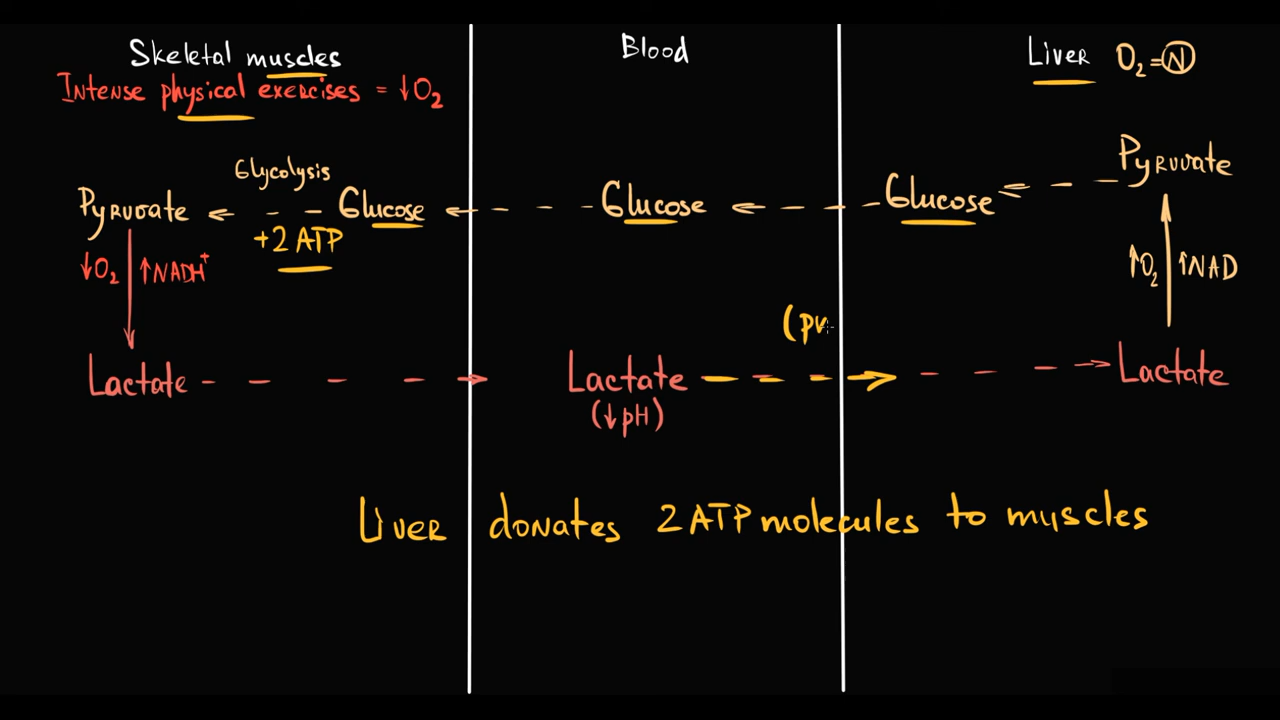 Skeletal muscles
Intense physical exercises = ↓O₂
Blood
Liver O₂ = N
Glycolysis
Pyruvate ← - - Glucose ← - - - Glucose ← - - - Glucose ← - - Pyruvate
+2 ATP
↓O₂ ↑NADH⁺
↑O₂ ↑NAD
Lactate - - - - → Lactate - - - → - - - → Lactate
(↓pH)
Liver donates 2 ATP molecules to muscles